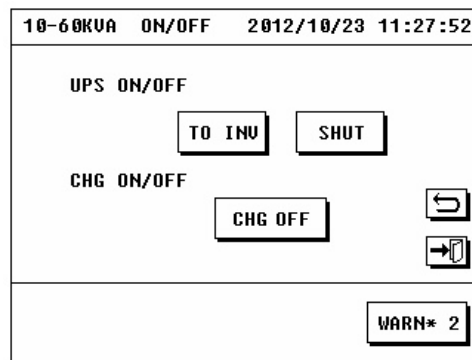 10-60KVA ON/OFF 2012/10/23 11:27:52
UPS ON/OFF
TO INV SHUT
CHG ON/OFF
CHG OFF
WARN* 2